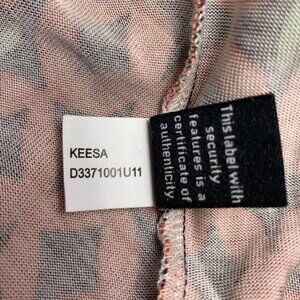 KEESA
D3371001U11
This label with
security
features is a
certificate of
authenticity